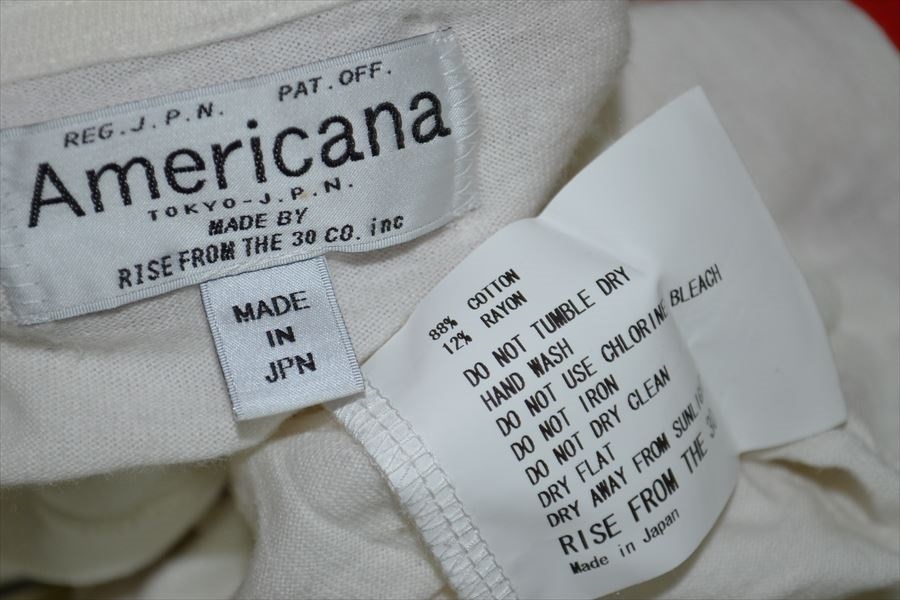 REG.J.P.N. PAT.OFF.
Americana
TOKYO-J.P.N.
MADE BY
RISE FROM THE 30 CO. inc
MADE
IN
JPN
88% COTTON
12% RAYON
DO NOT TUMBLE DRY
HAND WASH
DO NOT USE CHLORINE BLEACH
DO NOT IRON
DO NOT DRY CLEAN
DRY FLAT
DRY AWAY FROM
RISE FROM THE
Made in Japan